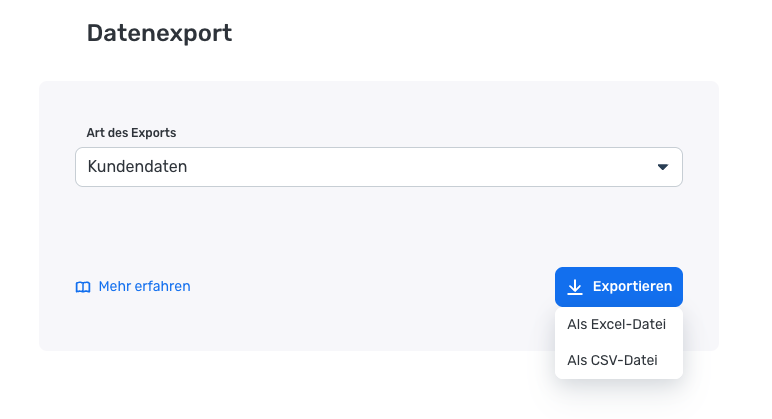 Datenexport
Art des Exports
Kundendaten
Mehr erfahren
Exportieren
Als Excel-Datei
Als CSV-Datei